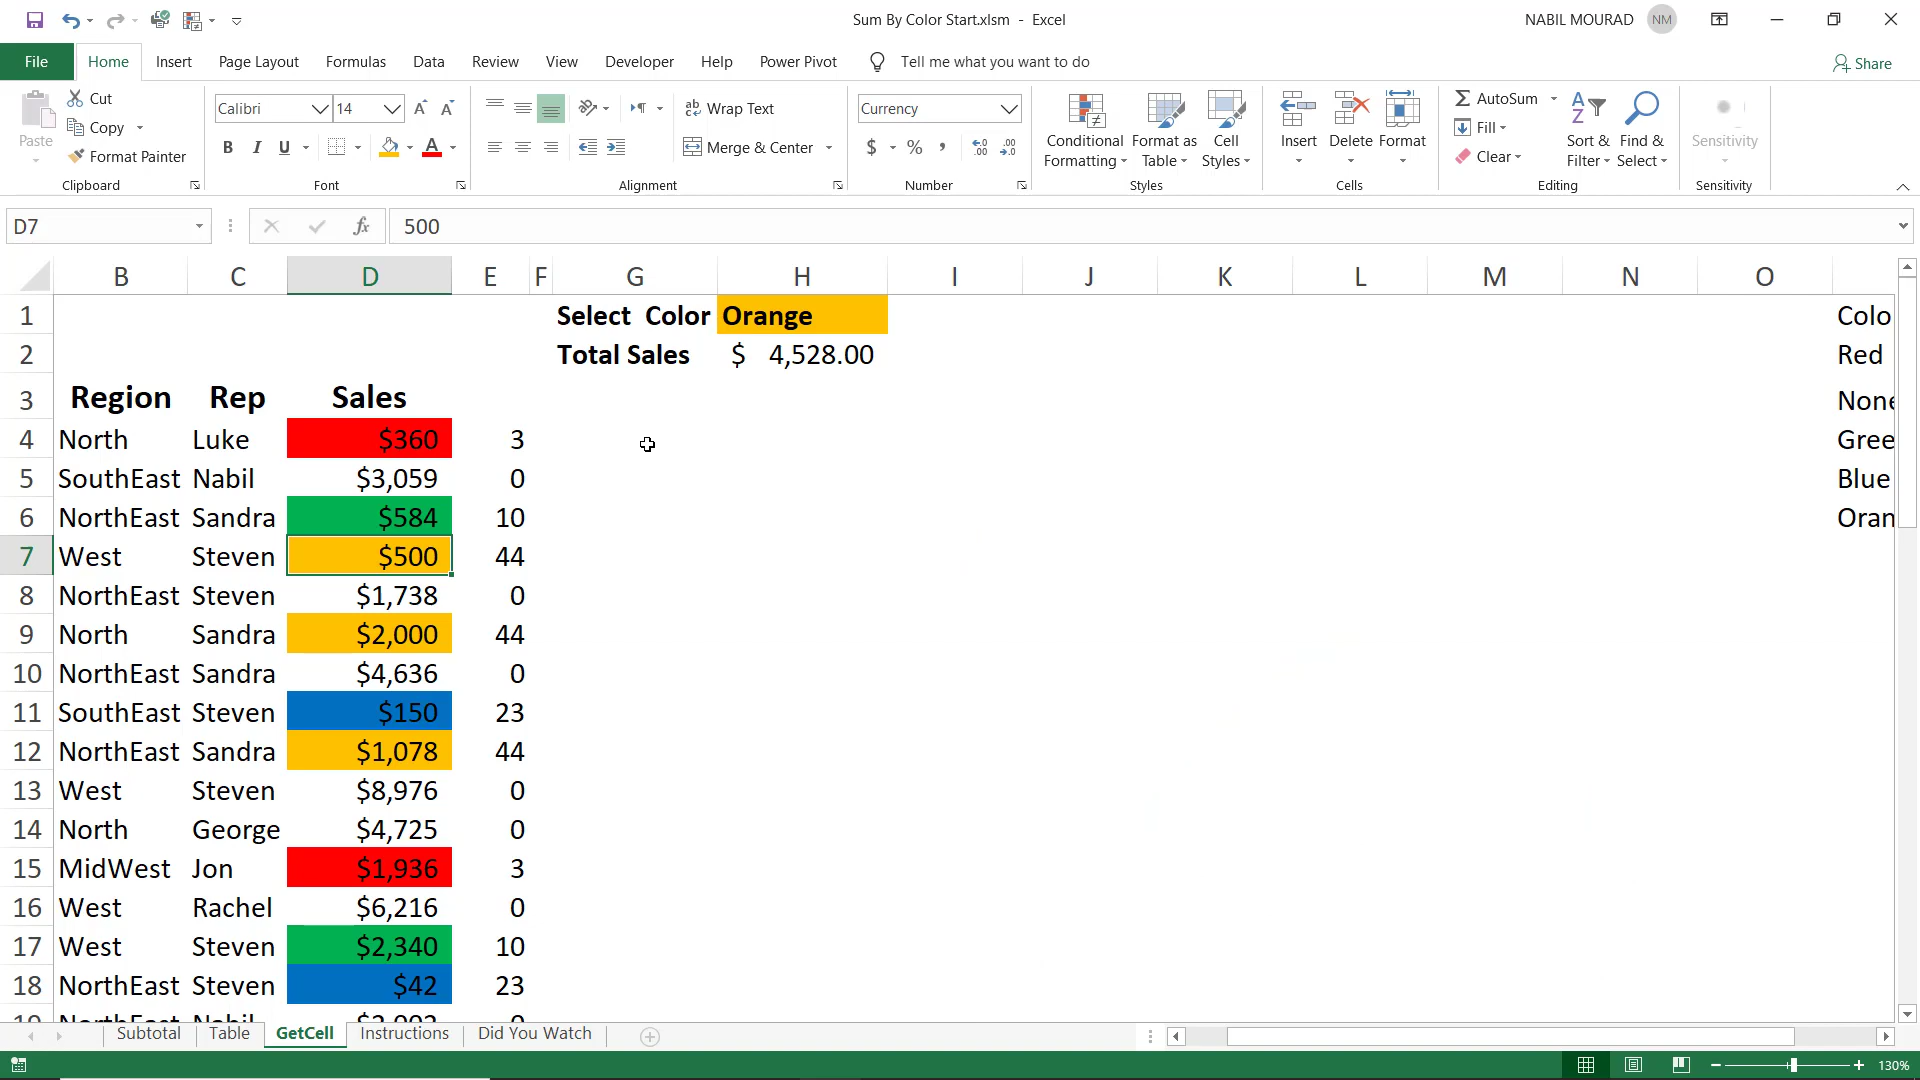 Sum By Color Start.xlsm - Excel
NABIL MOURAD NM
File Home Insert Page Layout Formulas Data Review View Developer Help Power Pivot Tell me what you want to do Share
Paste
Cut
Copy
Format Painter
Clipboard
Calibri 14
B I U A
Font
Wrap Text
Merge & Center
Alignment
Currency
$ % ,
Number
Conditional Formatting
Format as Table
Cell Styles
Styles
Insert Delete Format
Cells
AutoSum
Fill
Clear
Sort & Filter
Find & Select
Editing
Sensitivity
Sensitivity
D7 fx 500
B C D E F G H I J K L M N O
1 Select Color Orange Colo
2 Total Sales $ 4,528.00 Red
3 Region Rep Sales None
4 North Luke $360 3 Gree
5 SouthEast Nabil $3,059 0 Blue
6 NorthEast Sandra $584 10 Oran
7 West Steven $500 44
8 NorthEast Steven $1,738 0
9 North Sandra $2,000 44
10 NorthEast Sandra $4,636 0
11 SouthEast Steven $150 23
12 NorthEast Sandra $1,078 44
13 West Steven $8,976 0
14 North George $4,725 0
15 MidWest Jon $1,936 3
16 West Rachel $6,216 0
17 West Steven $2,340 10
18 NorthEast Steven $42 23
Subtotal Table GetCell Instructions Did You Watch
130%